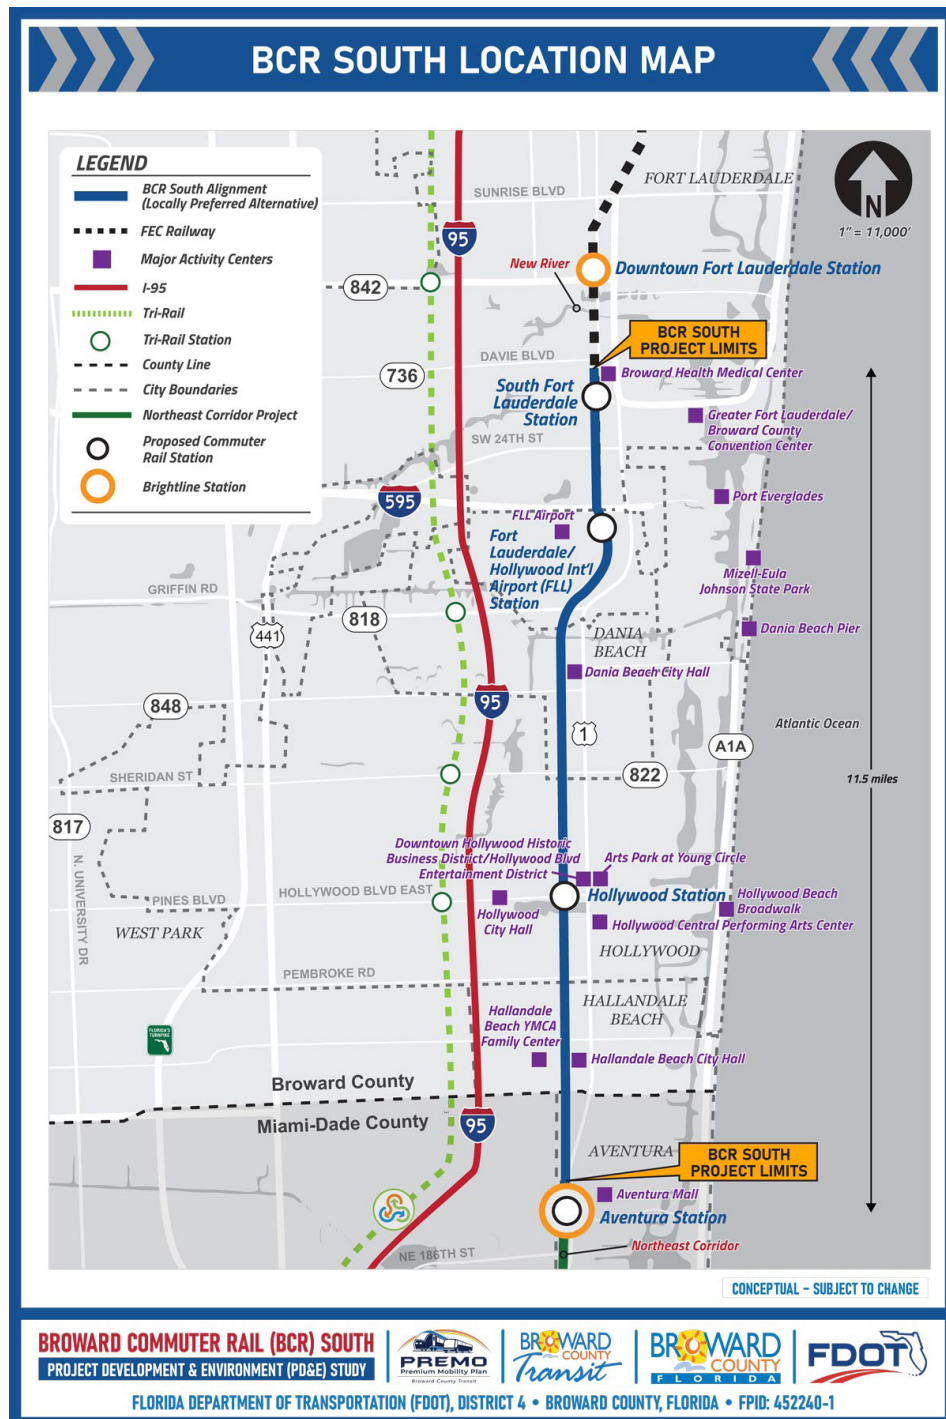 BCR SOUTH LOCATION MAP
LEGEND
BCR South Alignment
(Locally Preferred Alternative)
FEC Railway
Major Activity Centers
I-95
Tri-Rail
Tri-Rail Station
County Line
City Boundaries
Northeast Corridor Project
Proposed Commuter
Rail Station
Brightline Station
N
1" = 11,000'
FORT LAUDERDALE
SUNRISE BLVD
95
New River
Downtown Fort Lauderdale Station
842
BCR SOUTH
PROJECT LIMITS
DAVIE BLVD
736
Broward Health Medical Center
South Fort
Lauderdale
Station
Greater Fort Lauderdale/
Broward County
Convention Center
SW 24TH ST
595
Port Everglades
FLL Airport
Fort
Lauderdale/
Hollywood Int'l
Airport (FLL)
Station
Mizell-Eula
Johnson State Park
GRIFFIN RD
818
441
DANIA
BEACH
Dania Beach Pier
Dania Beach City Hall
848
95
1
A1A
Atlantic Ocean
SHERIDAN ST
822
11.5 miles
817
N. UNIVERSITY DR
Downtown Hollywood Historic
Business District/Hollywood Blvd
Entertainment District
Arts Park at Young Circle
HOLLYWOOD BLVD EAST
PINES BLVD
Hollywood Station
Hollywood Beach
Broadwalk
Hollywood
City Hall
Hollywood Central Performing Arts Center
WEST PARK
HOLLYWOOD
PEMBROKE RD
HALLANDALE
BEACH
Hallandale
Beach YMCA
Family Center
FLORIDA'S
TURNPIKE
Hallandale Beach City Hall
Broward County
Miami-Dade County
95
AVENTURA
BCR SOUTH
PROJECT LIMITS
Aventura Mall
Aventura Station
Northeast Corridor
NE 186TH ST
CONCEPTUAL – SUBJECT TO CHANGE
BROWARD COMMUTER RAIL (BCR) SOUTH
PROJECT DEVELOPMENT & ENVIRONMENT (PD&E) STUDY
PREMO
Premium Mobility Plan
Broward County Transit
BROWARD
COUNTY
Transit
BROWARD
COUNTY
FLORIDA
FDOT
FLORIDA DEPARTMENT OF TRANSPORTATION (FDOT), DISTRICT 4 • BROWARD COUNTY, FLORIDA • FPID: 452240-1